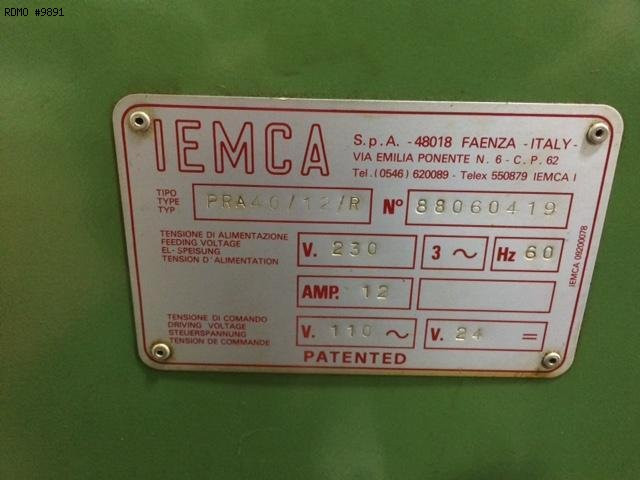 RDMO #9891
IEMCA
S.p.A. -48018 FAENZA -ITALY-
VIA EMILIA PONENTE N. 6 - C.P. 62
Tel. (0546) 620089 - Telex 550879 IEMCA I
TIPO
TYPE
TYP
PRA40/12/R N° 88060419
TENSIONE DI ALIMENTAZIONE
FEEDING VOLTAGE
EL-SPEISUNG
TENSION D'ALIMENTATION
V. 230 3 ~ Hz 60
AMP. 12
TENSIONE DI COMANDO
DRIVING VOLTAGE
STEUERSPANNUNG
TENSION DE COMMANDE
V. 110 ~ V. 24 =
PATENTED
IEMCA 09200078